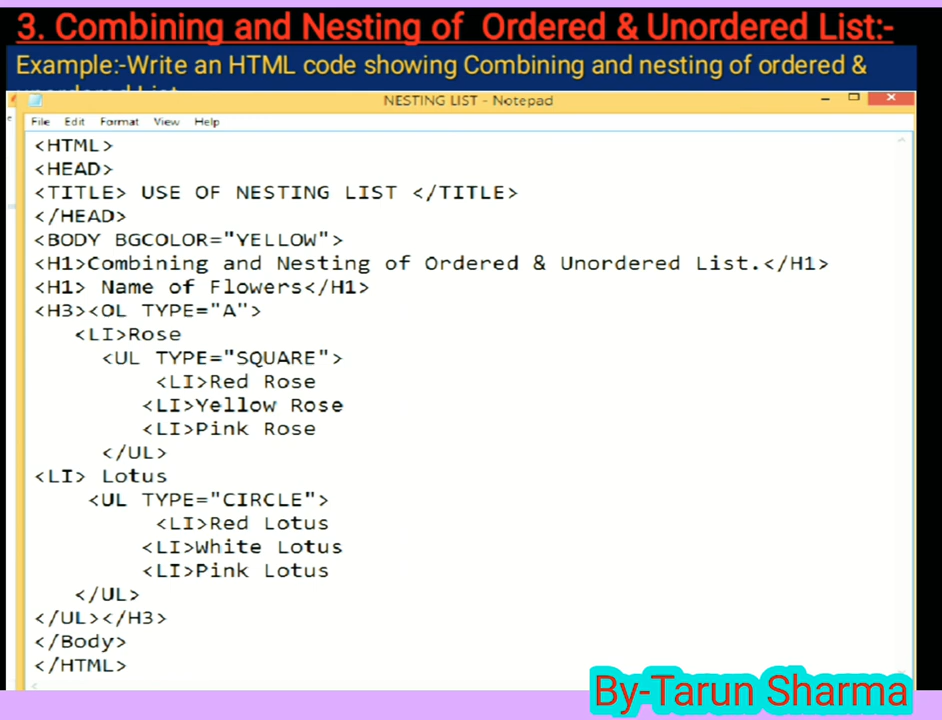 3. Combining and Nesting of Ordered & Unordered List:-
Example:-Write an HTML code showing Combining and nesting of ordered &
unordered List
NESTING LIST - Notepad
File Edit Format View Help
<HTML>
<HEAD>
<TITLE> USE OF NESTING LIST </TITLE>
</HEAD>
<BODY BGCOLOR="YELLOW">
<H1>Combining and Nesting of Ordered & Unordered List.</H1>
<H1> Name of Flowers</H1>
<H3><OL TYPE="A">
<LI>Rose
<UL TYPE="SQUARE">
<LI>Red Rose
<LI>Yellow Rose
<LI>Pink Rose
</UL>
<LI> Lotus
<UL TYPE="CIRCLE">
<LI>Red Lotus
<LI>White Lotus
<LI>Pink Lotus
</UL>
</UL></H3>
</Body>
</HTML>
By-Tarun Sharma